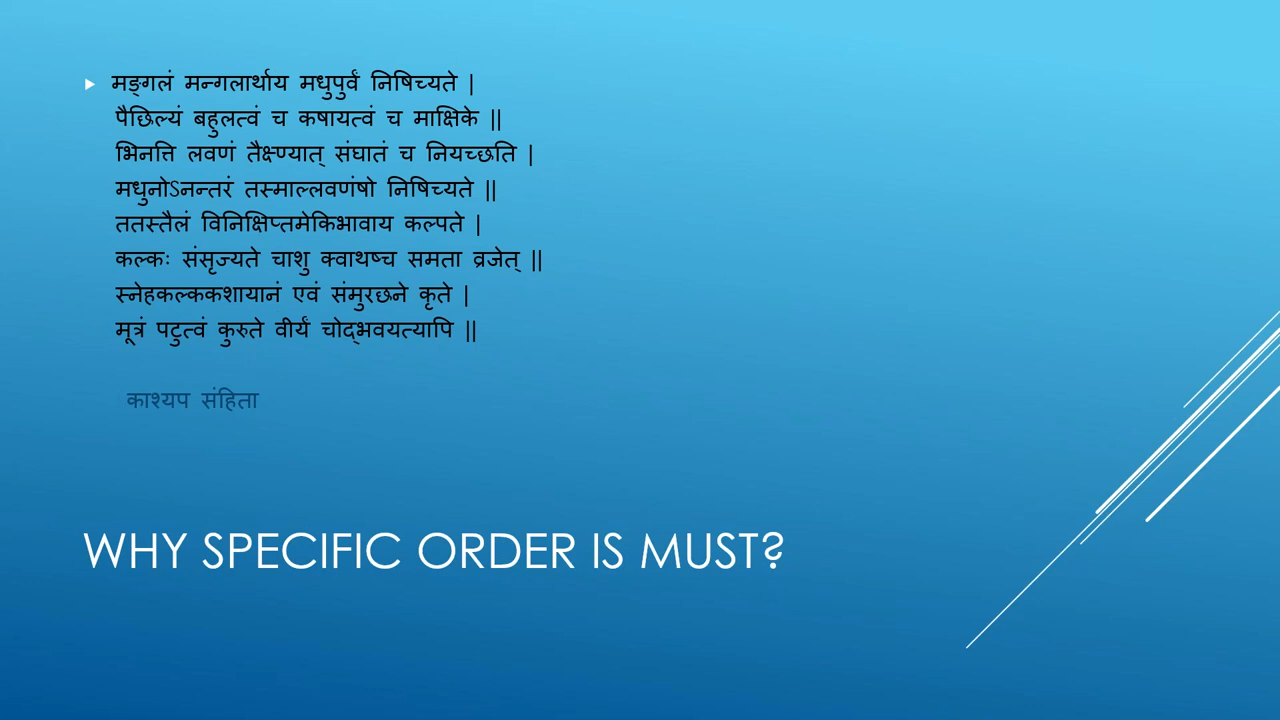 मङ्गलं मन्गलार्थाय मधुपुर्वं निषिच्यते |
पैछिल्यं बहुलत्वं च कषायत्वं च माक्षिके ||
भिनत्ति लवणं तैक्ष्ण्यात् संघातं च नियच्छति |
मधुनोऽनन्तरं तस्माल्लवणंषो निषिच्यते ||
ततस्तैलं विनिक्षिप्तमेकिभावाय कल्पते |
कल्कः संसृज्यते चाशु क्वाथष्च समता व्रजेत् ||
स्नेहकल्ककशायानं एवं संमुरछने कृते |
मूत्रं पटुत्वं कुरुते वीर्यं चोद्भवयत्यापि ||
काश्यप संहिता
WHY SPECIFIC ORDER IS MUST?